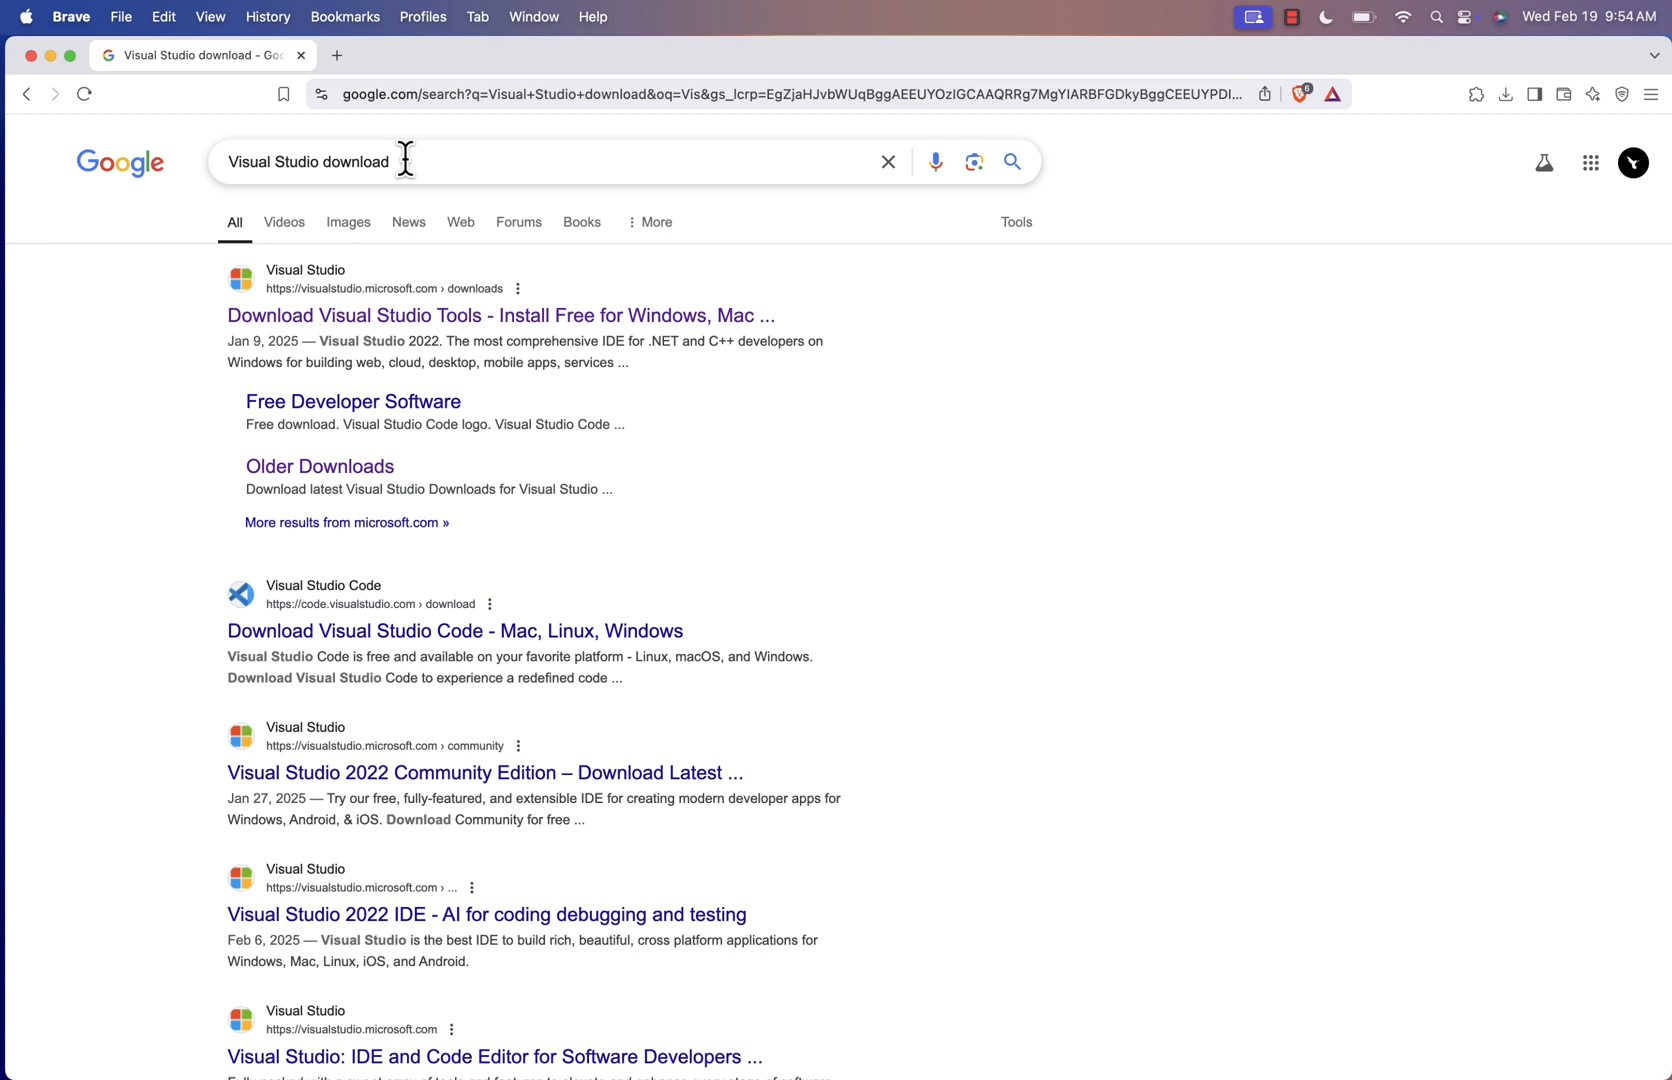 Brave File Edit View History Bookmarks Profiles Tab Window Help Wed Feb 19 9:54 AM
Visual Studio download - Goo
google.com/search?q=Visual+Studio+download&oq=Vis&gs_lcrp=EgZjaHJvbWUqBggAEEUYOzIGCAAQRRg7MgYIARBFGDkyBggCEEUYPDI... 6
Google Visual Studio download
All Videos Images News Web Forums Books More Tools
Visual Studio
https://visualstudio.microsoft.com › downloads
Download Visual Studio Tools - Install Free for Windows, Mac ...
Jan 9, 2025 — Visual Studio 2022. The most comprehensive IDE for .NET and C++ developers on
Windows for building web, cloud, desktop, mobile apps, services ...
Free Developer Software
Free download. Visual Studio Code logo. Visual Studio Code ...
Older Downloads
Download latest Visual Studio Downloads for Visual Studio ...
More results from microsoft.com »
Visual Studio Code
https://code.visualstudio.com › download
Download Visual Studio Code - Mac, Linux, Windows
Visual Studio Code is free and available on your favorite platform - Linux, macOS, and Windows.
Download Visual Studio Code to experience a redefined code ...
Visual Studio
https://visualstudio.microsoft.com › community
Visual Studio 2022 Community Edition – Download Latest ...
Jan 27, 2025 — Try our free, fully-featured, and extensible IDE for creating modern developer apps for
Windows, Android, & iOS. Download Community for free ...
Visual Studio
https://visualstudio.microsoft.com › ...
Visual Studio 2022 IDE - AI for coding debugging and testing
Feb 6, 2025 — Visual Studio is the best IDE to build rich, beautiful, cross platform applications for
Windows, Mac, Linux, iOS, and Android.
Visual Studio
https://visualstudio.microsoft.com
Visual Studio: IDE and Code Editor for Software Developers ...